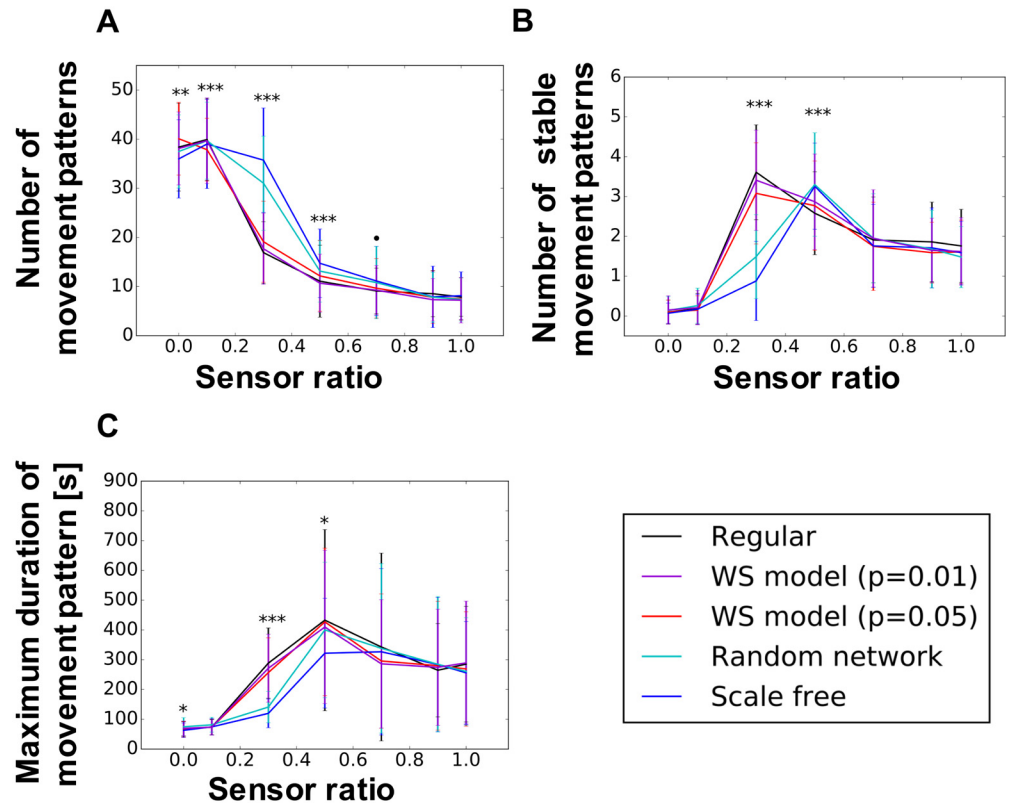 A
Number of
movement patterns
50
40
30
20
10
0
** *** *** *** •
0.0 0.2 0.4 0.6 0.8 1.0
Sensor ratio
B
Number of stable
movement patterns
6
5
4
3
2
1
0
*** ***
0.0 0.2 0.4 0.6 0.8 1.0
Sensor ratio
C
Maximum duration of
movement pattern [s]
900
800
700
600
500
400
300
200
100
0
* *** *
0.0 0.2 0.4 0.6 0.8 1.0
Sensor ratio
Regular
WS model (p=0.01)
WS model (p=0.05)
Random network
Scale free